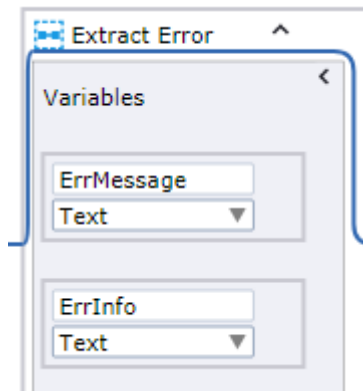 Extract Error
Variables
ErrMessage
Text
ErrInfo
Text